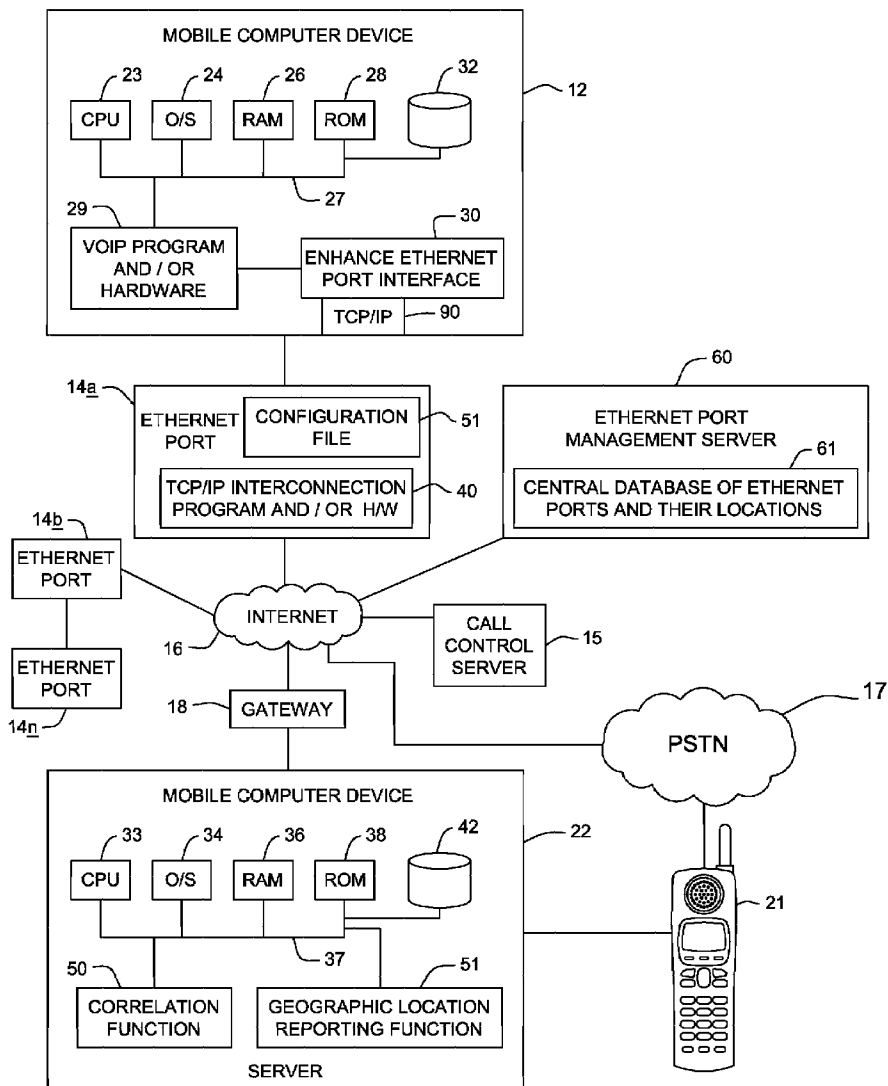 MOBILE COMPUTER DEVICE
23
24
26
28
32
12
CPU
O/S
RAM
ROM
27
29
30
VOIP PROGRAM
AND / OR
HARDWARE
ENHANCE ETHERNET
PORT INTERFACE
TCP/IP
90
14a
ETHERNET
PORT
CONFIGURATION
FILE
51
TCP/IP INTERCONNECTION
PROGRAM AND / OR H/W
40
60
ETHERNET PORT
MANAGEMENT SERVER
61
CENTRAL DATABASE OF ETHERNET
PORTS AND THEIR LOCATIONS
14b
ETHERNET
PORT
ETHERNET
PORT
14n
INTERNET
16
CALL
CONTROL
SERVER
15
18
GATEWAY
17
PSTN
MOBILE COMPUTER DEVICE
33
34
36
38
42
22
CPU
O/S
RAM
ROM
37
21
50
51
CORRELATION
FUNCTION
GEOGRAPHIC LOCATION
REPORTING FUNCTION
SERVER